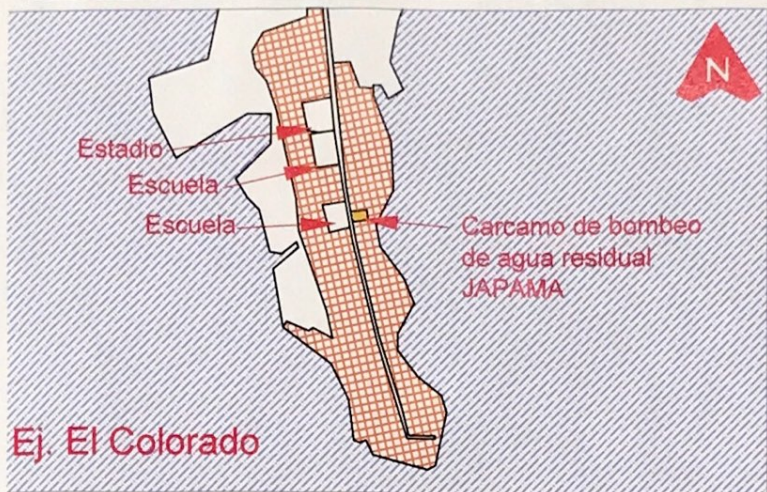 N
Estadio
Escuela
Escuela
Carcamo de bombeo
de agua residual
JAPAMA
Ej. El Colorado